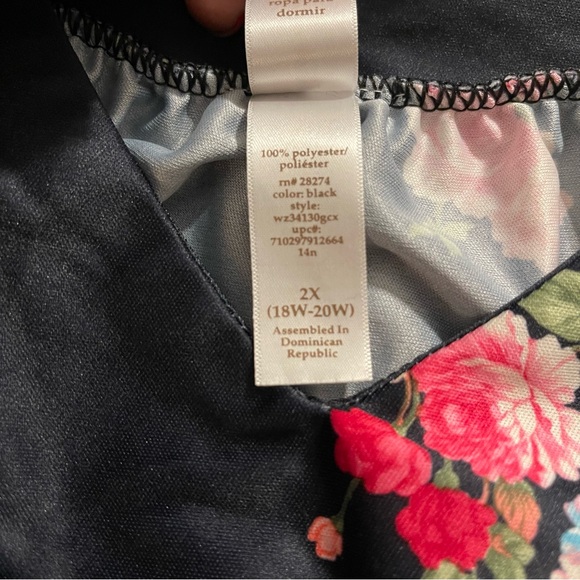 ropa para
dormir
100% polyester/
poliéster
rn# 28274
color: black
style:
wz34130gcx
upc#:
710297912664
14n
2X
(18W-20W)
Assembled In
Dominican
Republic